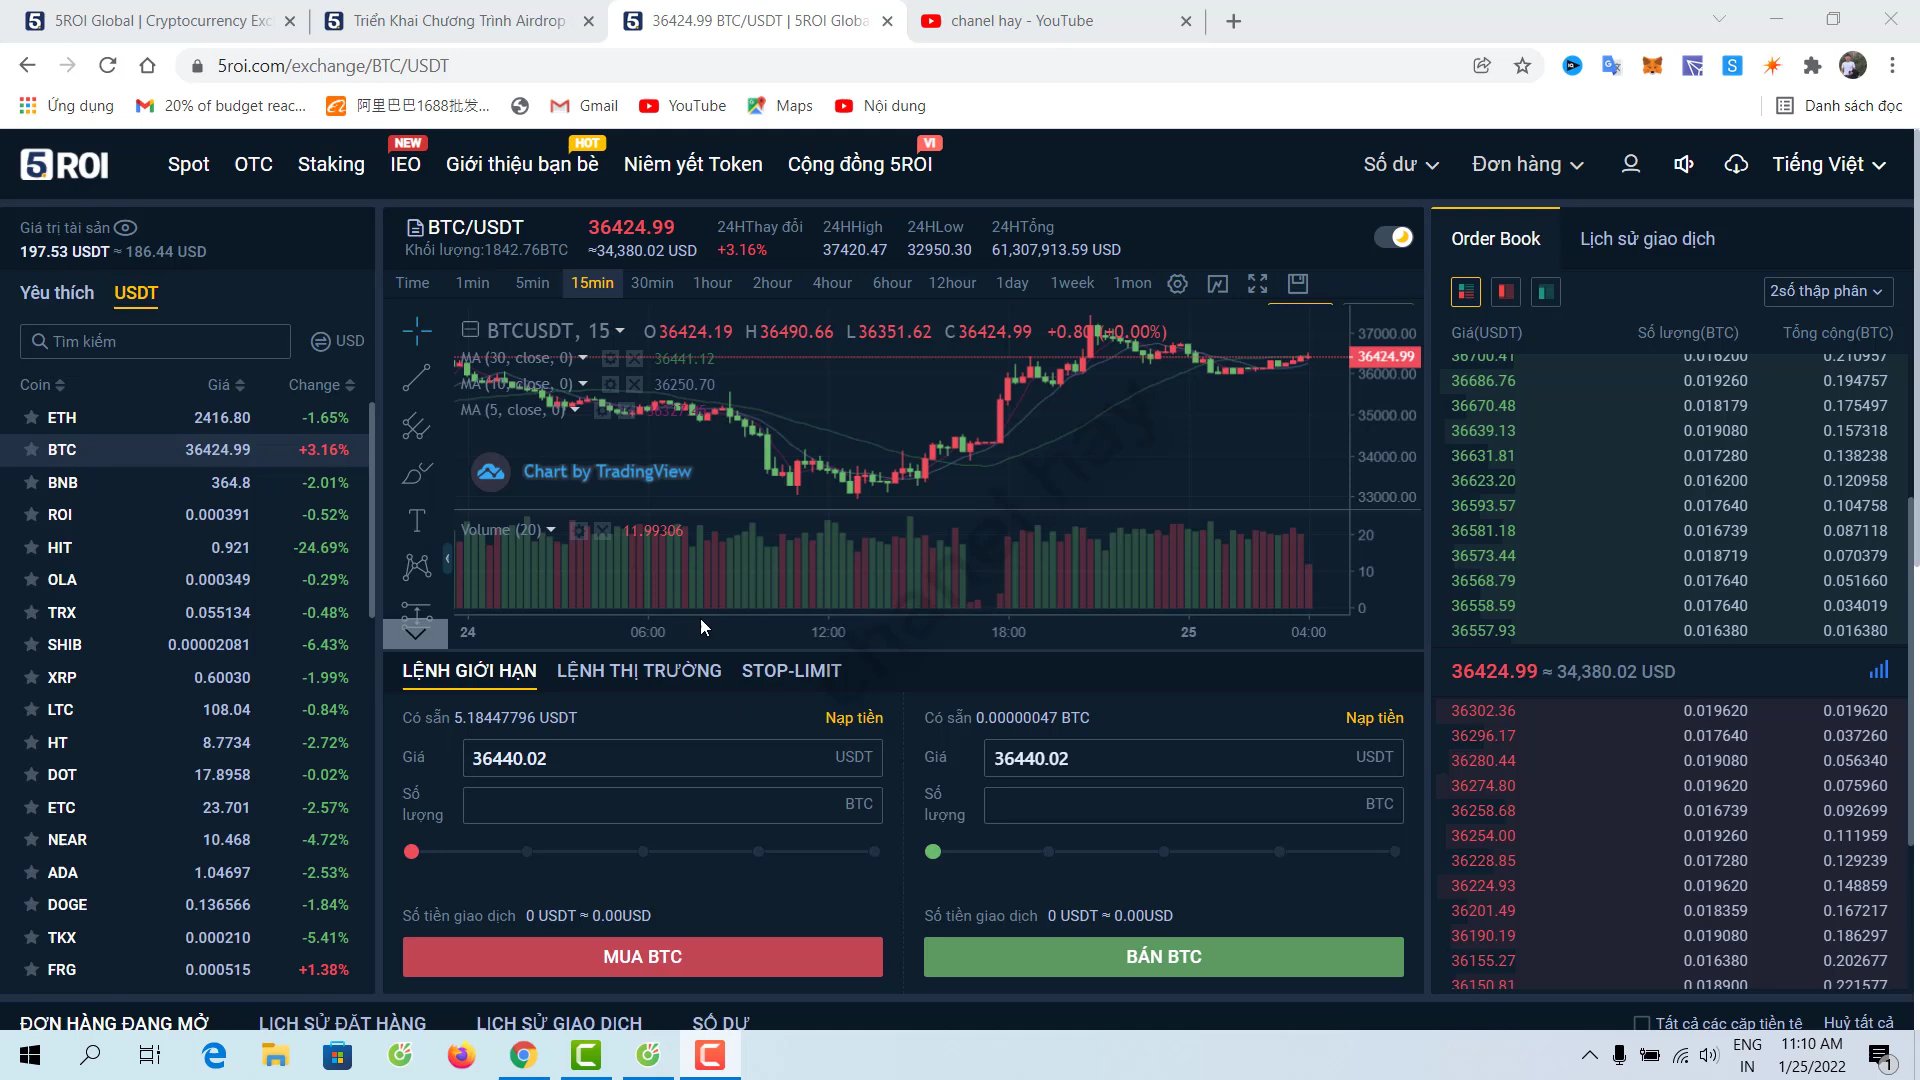 5ROI Global | Cryptocurrency Exc
Triển Khai Chương Trình Airdrop
36424.99 BTC/USDT | 5ROI Globa
chanel hay - YouTube
5roi.com/exchange/BTC/USDT
Ứng dụng
20% of budget reac...
阿里巴巴1688批发...
Gmail
YouTube
Maps
Nội dung
Danh sách đọc
5ROI
Spot
OTC
Staking
NEW
IEO
HOT
Giới thiệu bạn bè
Niêm yết Token
VI
Cộng đồng 5ROI
Số dư
Đơn hàng
Tiếng Việt
Giá trị tài sản
197.53 USDT ≈ 186.44 USD
Yêu thích USDT
Tìm kiếm
USD
Coin Giá Change
ETH 2416.80 -1.65%
BTC 36424.99 +3.16%
BNB 364.8 -2.01%
ROI 0.000391 -0.52%
HIT 0.921 -24.69%
OLA 0.000349 -0.29%
TRX 0.055134 -0.48%
SHIB 0.00002081 -6.43%
XRP 0.60030 -1.99%
LTC 108.04 -0.84%
HT 8.7734 -2.72%
DOT 17.8958 -0.02%
ETC 23.701 -2.57%
NEAR 10.468 -4.72%
ADA 1.04697 -2.53%
DOGE 0.136566 -1.84%
TKX 0.000210 -5.41%
FRG 0.000515 +1.38%
BTC/USDT 36424.99 24HThay đổi 24HHigh 24HLow 24HTổng
Khối lượng:1842.76BTC ≈34,380.02 USD +3.16% 37420.47 32950.30 61,307,913.59 USD
Time 1min 5min 15min 30min 1hour 2hour 4hour 6hour 12hour 1day 1week 1mon
BTCUSDT, 15 O36424.19 H36490.66 L36351.62 C36424.99 +0.80 (+0.00%)
MA (30, close, 0) 36441.12
MA (10, close, 0) 36250.70
MA (5, close, 0)
Chart by TradingView
37000.00
36424.99
36000.00
35000.00
34000.00
33000.00
Volume (20) 11.99306
20
10
0
24 06:00 12:00 18:00 25 04:00
chanel hay
LỆNH GIỚI HẠN LỆNH THỊ TRƯỜNG STOP-LIMIT
Có sẵn 5.18447796 USDT Nạp tiền
Giá 36440.02 USDT
Số lượng BTC
Số tiền giao dịch 0 USDT ≈ 0.00USD
MUA BTC
Có sẵn 0.00000047 BTC Nạp tiền
Giá 36440.02 USDT
Số lượng BTC
Số tiền giao dịch 0 USDT ≈ 0.00USD
BÁN BTC
Order Book Lịch sử giao dịch
2số thập phân
Giá(USDT) Số lượng(BTC) Tổng cộng(BTC)
36700.41 0.016200 0.210957
36686.76 0.019260 0.194757
36670.48 0.018179 0.175497
36639.13 0.019080 0.157318
36631.81 0.017280 0.138238
36623.20 0.016200 0.120958
36593.57 0.017640 0.104758
36581.18 0.016739 0.087118
36573.44 0.018719 0.070379
36568.79 0.017640 0.051660
36558.59 0.017640 0.034019
36557.93 0.016380 0.016380
36424.99 ≈ 34,380.02 USD
36302.36 0.019620 0.019620
36296.17 0.017640 0.037260
36280.44 0.019080 0.056340
36274.80 0.019620 0.075960
36258.68 0.016739 0.092699
36254.00 0.019260 0.111959
36228.85 0.017280 0.129239
36224.93 0.019620 0.148859
36201.49 0.018359 0.167217
36190.19 0.019080 0.186297
36155.27 0.016380 0.202677
36150.81 0.018900 0.221577
ĐƠN HÀNG ĐANG MỞ LỊCH SỬ ĐẶT HÀNG LỊCH SỬ GIAO DỊCH SỐ DƯ
Tất cả các cặp tiền tệ Huỷ tất cả
ENG
IN
11:10 AM
1/25/2022
1